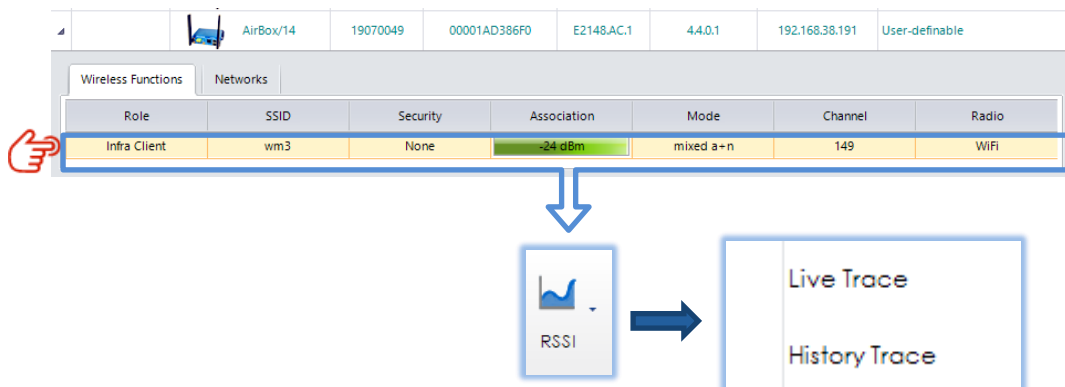 AirBox/14 19070049 00001AD386F0 E2148.AC.1 4.4.0.1 192.168.38.191 User-definable
Wireless Functions Networks
Role SSID Security Association Mode Channel Radio
Infra Client wm3 None -24 dBm mixed a+n 149 WiFi
Live Trace
RSSI
History Trace